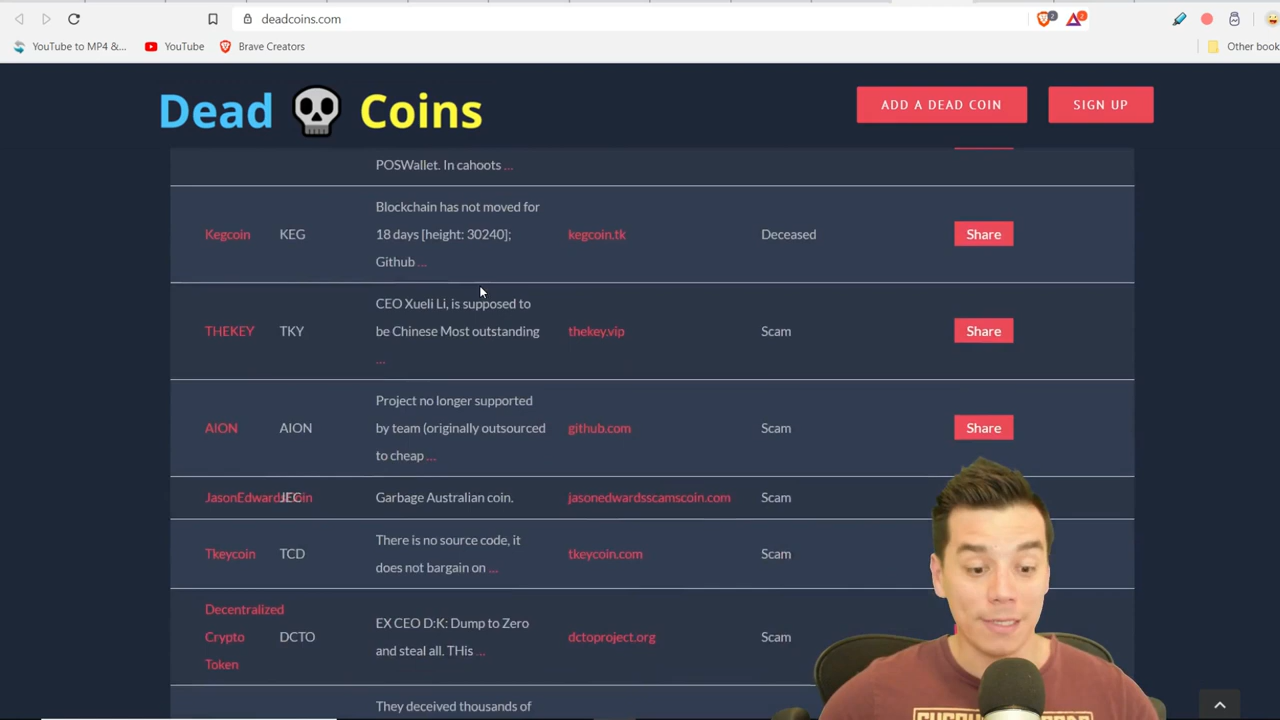 deadcoins.com
2
2
YouTube to MP4 &...
YouTube
Brave Creators
Other book
Dead Coins
ADD A DEAD COIN
SIGN UP
POSWallet. In cahoots ...
Kegcoin
KEG
Blockchain has not moved for
18 days [height: 30240];
Github ...
kegcoin.tk
Deceased
Share
THEKEY
TKY
CEO Xueli Li, is supposed to
be Chinese Most outstanding
...
thekey.vip
Scam
Share
AION
AION
Project no longer supported
by team (originally outsourced
to cheap ...
github.com
Scam
Share
JEC
Garbage Australian coin.
jasonedwardsscamscoin.com
Scam
Tkeycoin
TCD
There is no source code, it
does not bargain on ...
tkeycoin.com
Scam
Decentralized
Crypto
Token
DCTO
EX CEO D:K: Dump to Zero
and steal all. THis ...
dctoproject.org
Scam
They deceived thousands of